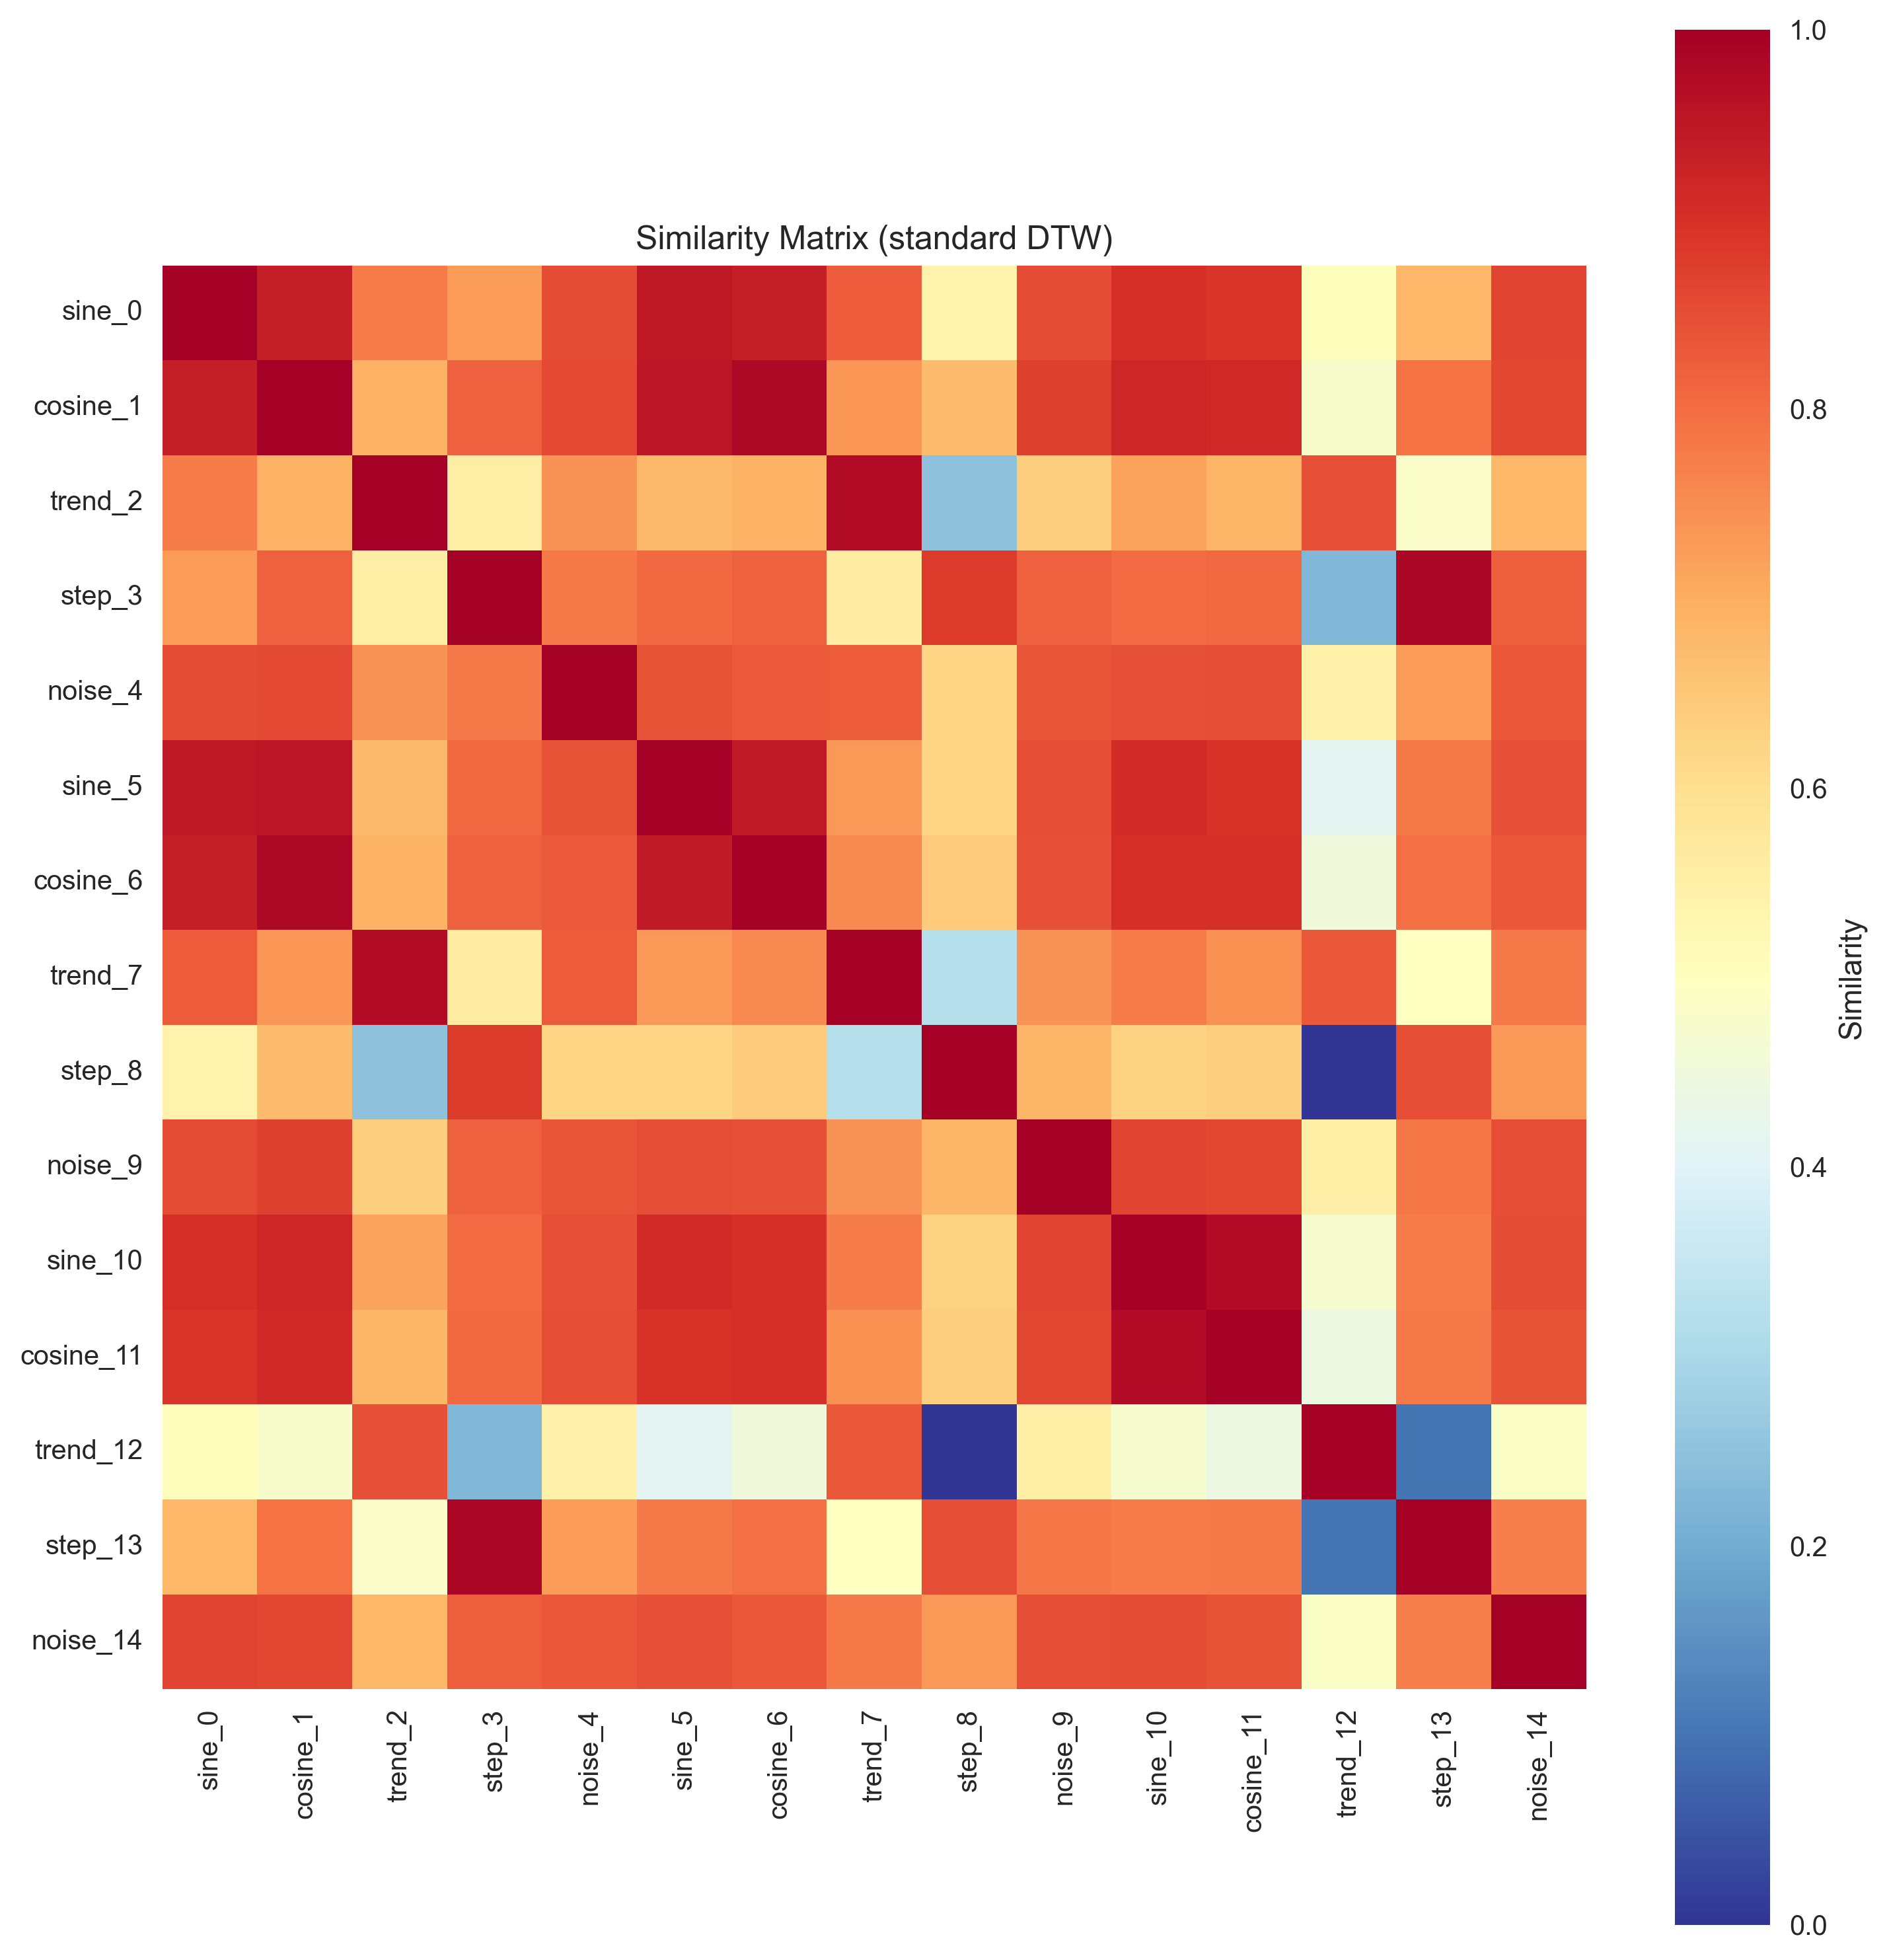 Similarity Matrix (standard DTW)
sine_0
cosine_1
trend_2
step_3
noise_4
sine_5
cosine_6
trend_7
step_8
noise_9
sine_10
cosine_11
trend_12
step_13
noise_14
sine_0
cosine_1
trend_2
step_3
noise_4
sine_5
cosine_6
trend_7
step_8
noise_9
sine_10
cosine_11
trend_12
step_13
noise_14
1.0
0.8
0.6
0.4
0.2
0.0
Similarity